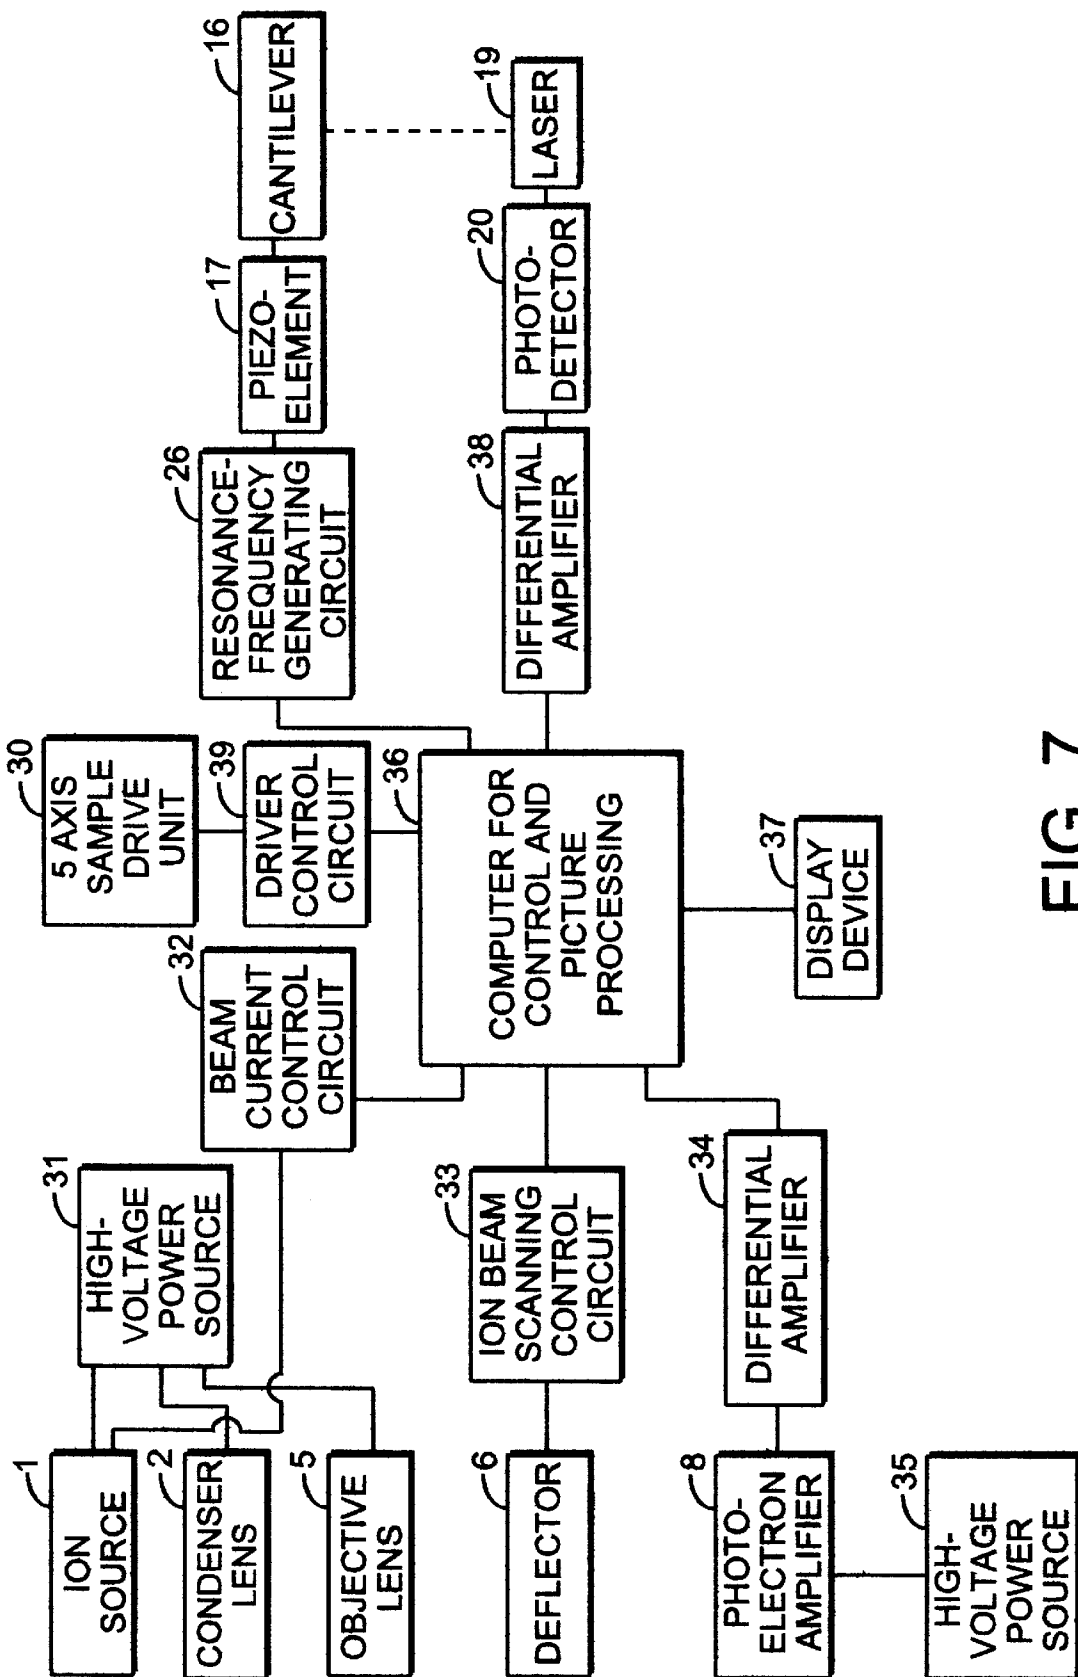 1
ION
SOURCE
2
CONDENSER
LENS
5
OBJECTIVE
LENS
6
DEFLECTOR
8
PHOTO-
ELECTRON
AMPLIFIER
35
HIGH-
VOLTAGE
POWER
SOURCE
31
HIGH-
VOLTAGE
POWER
SOURCE
33
ION BEAM
SCANNING
CONTROL
CIRCUIT
34
DIFFERENTIAL
AMPLIFIER
32
BEAM
CURRENT
CONTROL
CIRCUIT
30
5 AXIS
SAMPLE
DRIVE
UNIT
39
DRIVER
CONTROL
CIRCUIT
36
COMPUTER FOR
CONTROL AND
PICTURE
PROCESSING
37
DISPLAY
DEVICE
26
RESONANCE-
FREQUENCY
GENERATING
CIRCUIT
38
DIFFERENTIAL
AMPLIFIER
17
PIEZO-
ELEMENT
20
PHOTO-
DETECTOR
16
CANTILEVER
19
LASER
FIG. 7